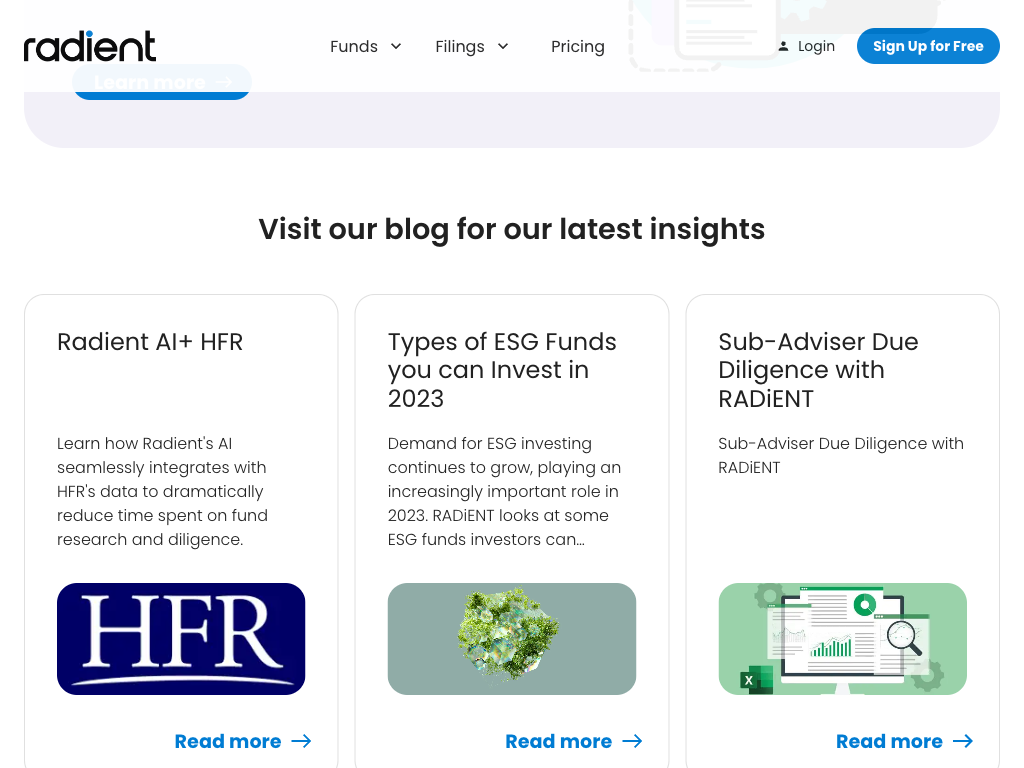 radient
Funds
Filings
Pricing
Login
Sign Up for Free
Learn more
Visit our blog for our latest insights
Radient AI+ HFR
Learn how Radient's AI
seamlessly integrates with
HFR's data to dramatically
reduce time spent on fund
research and diligence.
HFR
Read more
Types of ESG Funds
you can Invest in
2023
Demand for ESG investing
continues to grow, playing an
increasingly important role in
2023. RADiENT looks at some
ESG funds investors can...
Read more
Sub-Adviser Due
Diligence with
RADiENT
Sub-Adviser Due Diligence with
RADiENT
X
Read more